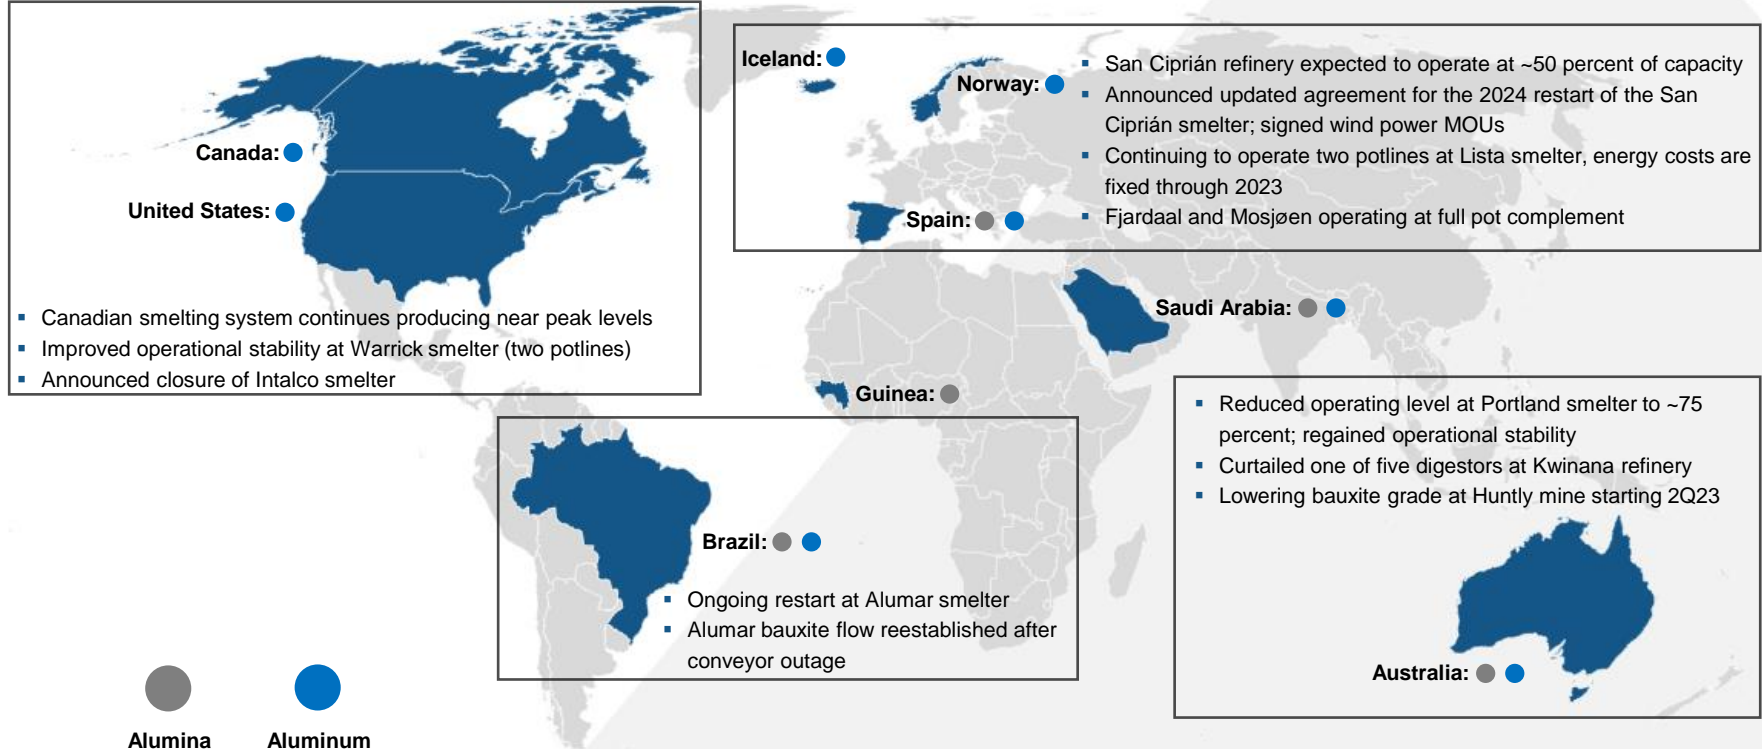 Canada:
United States:
▪ Canadian smelting system continues producing near peak levels
▪ Improved operational stability at Warrick smelter (two potlines)
▪ Announced closure of Intalco smelter
Iceland:
Norway:
Spain:
▪ San Ciprián refinery expected to operate at ~50 percent of capacity
▪ Announced updated agreement for the 2024 restart of the San
Ciprián smelter; signed wind power MOUs
▪ Continuing to operate two potlines at Lista smelter, energy costs are
fixed through 2023
▪ Fjardaal and Mosjøen operating at full pot complement
Saudi Arabia:
Guinea:
Brazil:
▪ Ongoing restart at Alumar smelter
▪ Alumar bauxite flow reestablished after
conveyor outage
▪ Reduced operating level at Portland smelter to ~75
percent; regained operational stability
▪ Curtailed one of five digestors at Kwinana refinery
▪ Lowering bauxite grade at Huntly mine starting 2Q23
Australia:
Alumina
Aluminum